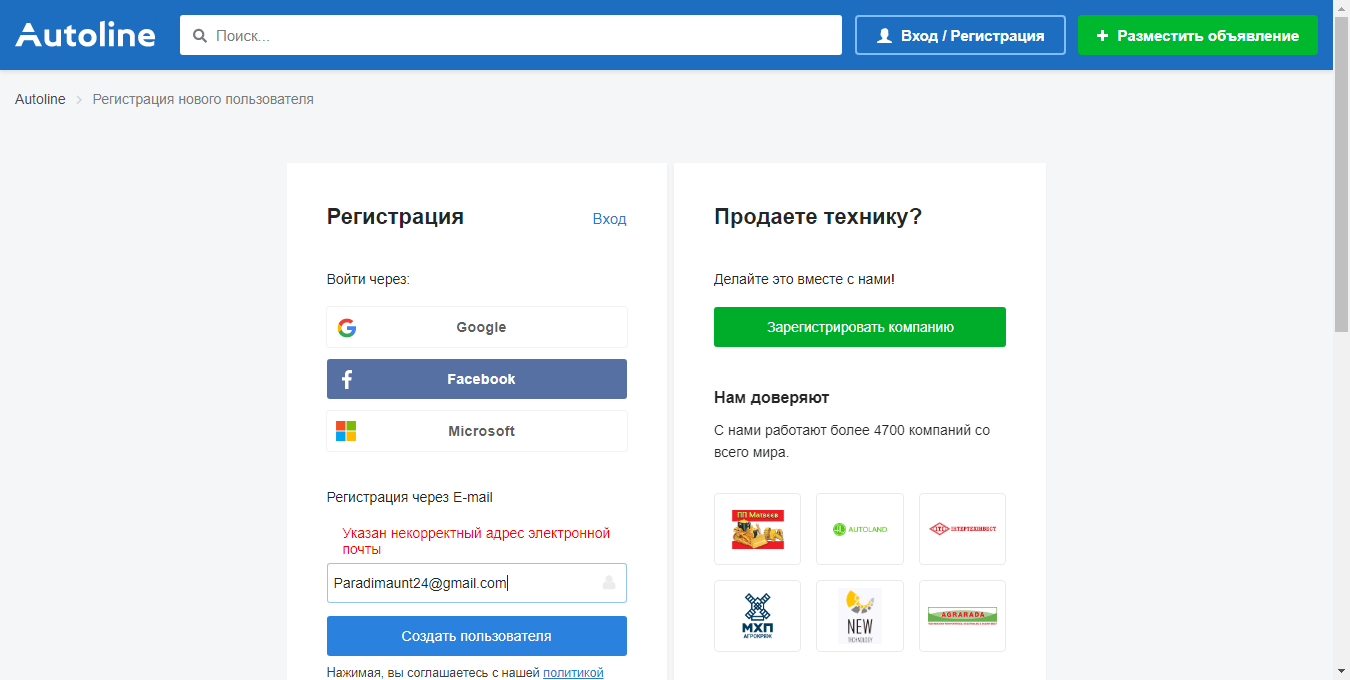 Autoline
Поиск...
Вход / Регистрация
+ Разместить объявление
Autoline > Регистрация нового пользователя
Регистрация
Вход
Войти через:
Google
Facebook
Microsoft
Регистрация через E-mail
Указан некорректный адрес электронной
почты
Paradimaunt24@gmail.com
Создать пользователя
Нажимая, вы соглашаетесь с нашей политикой
Продаете технику?
Делайте это вместе с нами!
Зарегистрировать компанию
Нам доверяют
С нами работают более 4700 компаний со
всего мира.
ПП Матвеев
AUTOLAND
ІНТЕРТЕХІНВЕСТ
МХП
АГРОКРЯЖ
NEW
TECHNOLOGY
AGRARADA